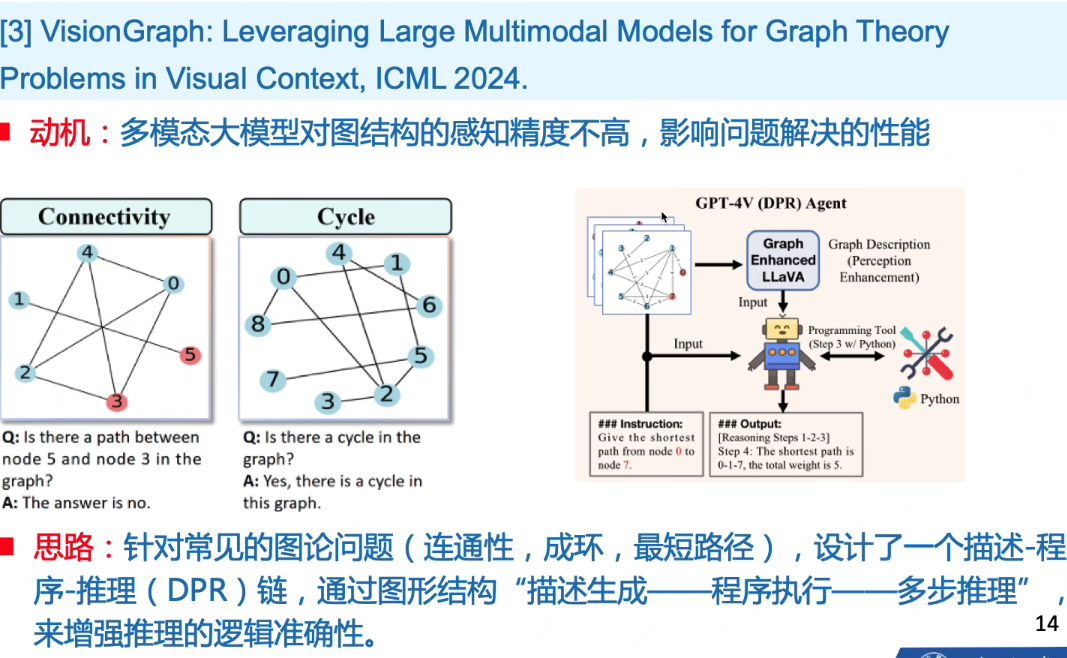 [3] VisionGraph: Leveraging Large Multimodal Models for Graph Theory
Problems in Visual Context, ICML 2024.
动机：多模态大模型对图结构的感知精度不高，影响问题解决的性能
Connectivity
4
0
1
5
2
3
Q: Is there a path between
node 5 and node 3 in the
graph?
A: The answer is no.
Cycle
4
1
0
6
8
5
7
2
3
Q: Is there a cycle in the
graph?
A: Yes, there is a cycle in
this graph.
GPT-4V (DPR) Agent
Graph
Enhanced
LLaVA
Graph Description
(Perception
Enhancement)
Input
Input
Programming Tool
(Step 3 w/ Python)
Python
### Instruction:
Give the shortest
path from node 0 to
node 7.
### Output:
[Reasoning Steps 1-2-3]
Step 4: The shortest path is
0-1-7, the total weight is 5.
思路：针对常见的图论问题（连通性，成环，最短路径），设计了一个描述-程
序-推理（DPR）链，通过图形结构“描述生成——程序执行——多步推理”，
来增强推理的逻辑准确性。
14